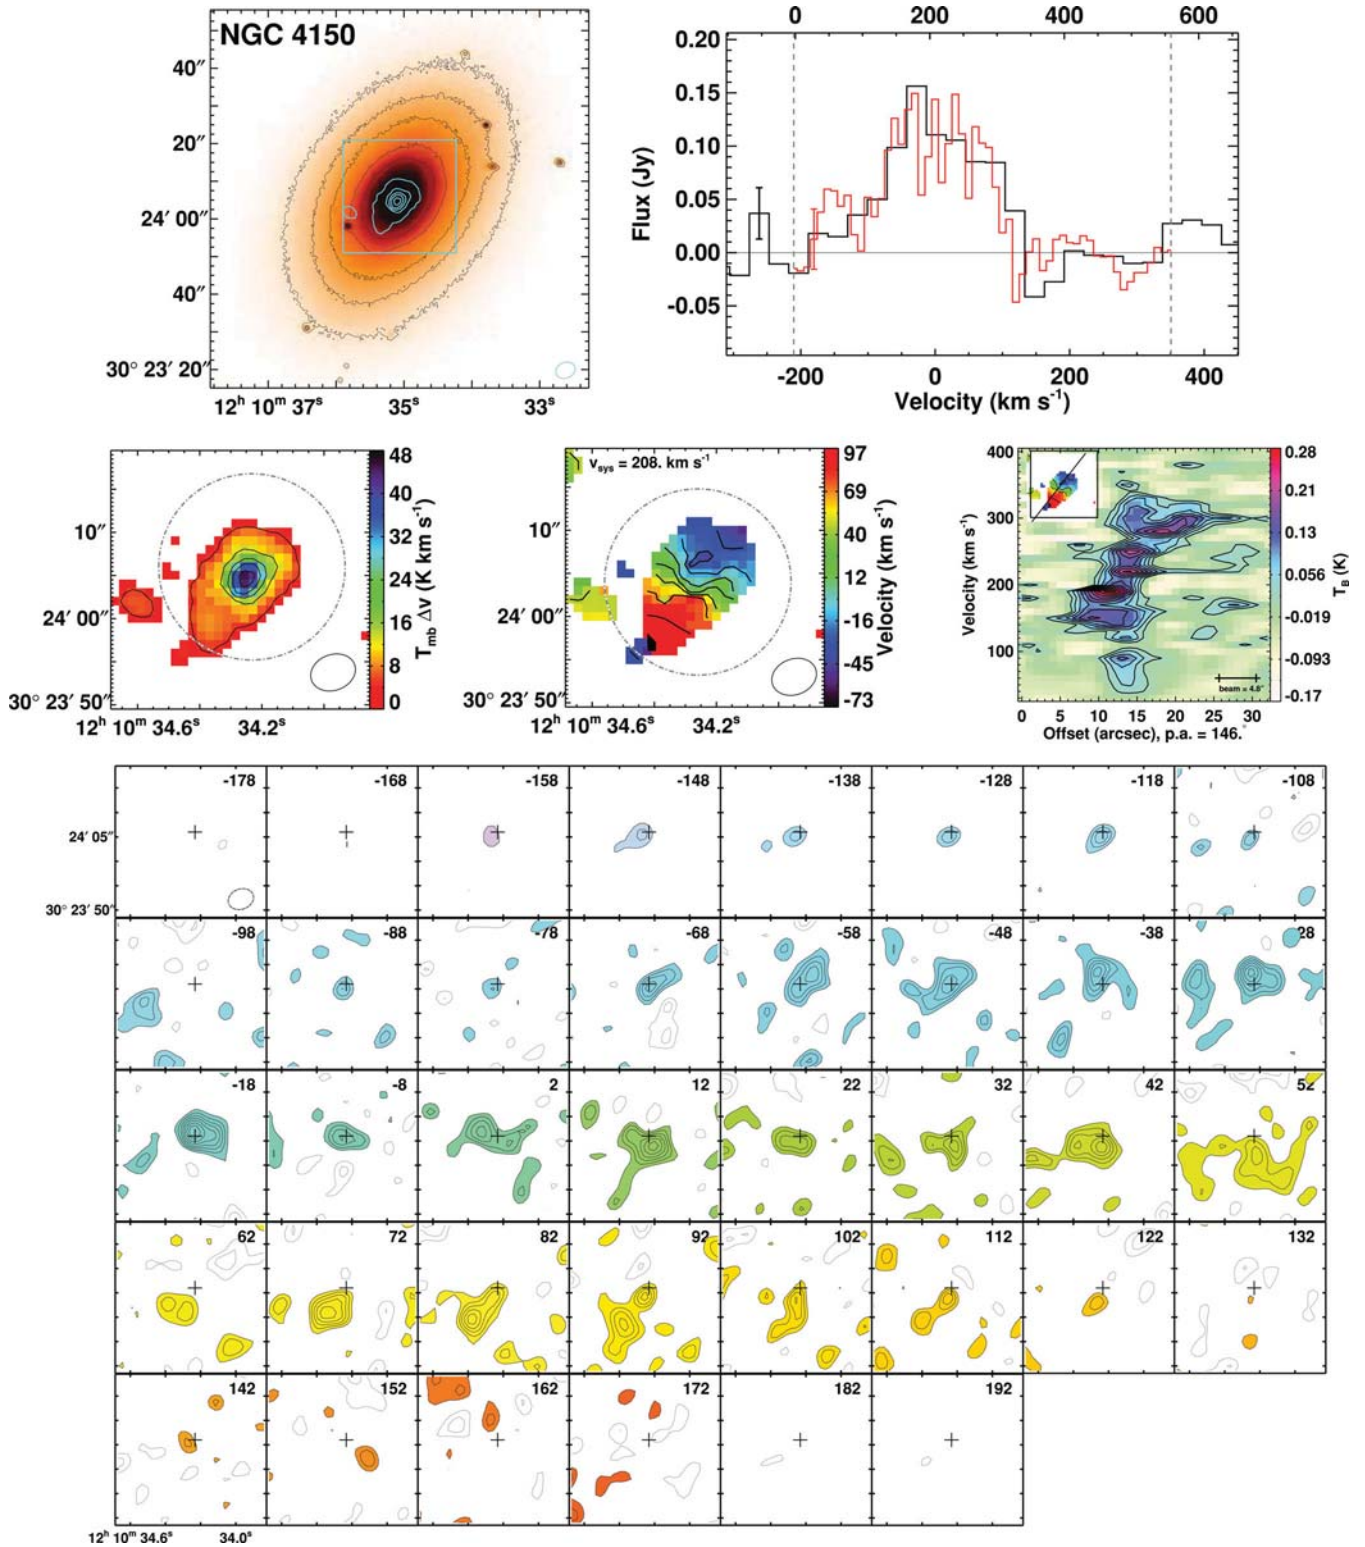 NGC 4150
40″
20″
24′ 00″
40″
30° 23′ 20″
12ʰ 10ᵐ 37ˢ 35ˢ 33ˢ
0 200 400 600
0.20
0.15
0.10
0.05
0.00
-0.05
Flux (Jy)
-200 0 200 400
Velocity (km s⁻¹)
10″
24′ 00″
30° 23′ 50″
12ʰ 10ᵐ 34.6ˢ 34.2ˢ
48
40
32
24
16
8
0
T_mb Δv (K km s⁻¹)
v_sys = 208. km s⁻¹
10″
24′ 00″
30° 23′ 50″
12ʰ 10ᵐ 34.6ˢ 34.2ˢ
97
69
40
12
-16
-45
-73
Velocity (km s⁻¹)
400
300
200
100
Velocity (km s⁻¹)
beam = 4.8″
0 5 10 15 20 25 30
Offset (arcsec), p.a. = 146.°
0.28
0.21
0.13
0.056
-0.019
-0.093
-0.17
T_B (K)
-178 -168 -158 -148 -138 -128 -118 -108
24′ 05″
30° 23′ 50″
-98 -88 -78 -68 -58 -48 -38 -28
-18 -8 2 12 22 32 42 52
62 72 82 92 102 112 122 132
142 152 162 172 182 192
12ʰ 10ᵐ 34.6ˢ 34.0ˢ